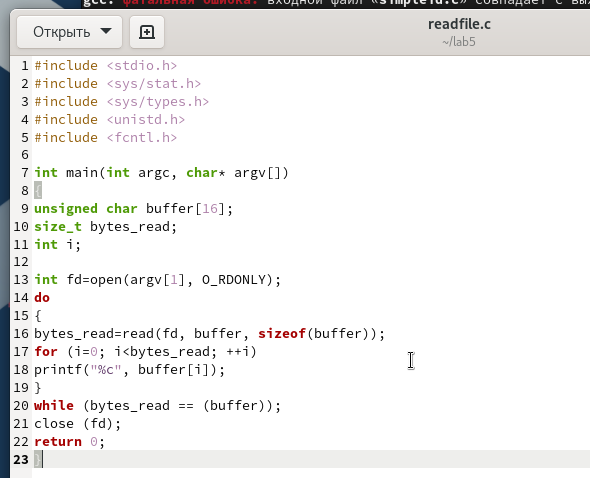 gcc: фатальная ошибка: входной файл «simpleid.c» совпадает с вы
Открыть
readfile.c
~/lab5
1 #include <stdio.h>
2 #include <sys/stat.h>
3 #include <sys/types.h>
4 #include <unistd.h>
5 #include <fcntl.h>
6
7 int main(int argc, char* argv[])
8 {
9 unsigned char buffer[16];
10 size_t bytes_read;
11 int i;
12
13 int fd=open(argv[1], O_RDONLY);
14 do
15 {
16 bytes_read=read(fd, buffer, sizeof(buffer));
17 for (i=0; i<bytes_read; ++i)
18 printf("%c", buffer[i]);
19 }
20 while (bytes_read == (buffer));
21 close (fd);
22 return 0;
23 }